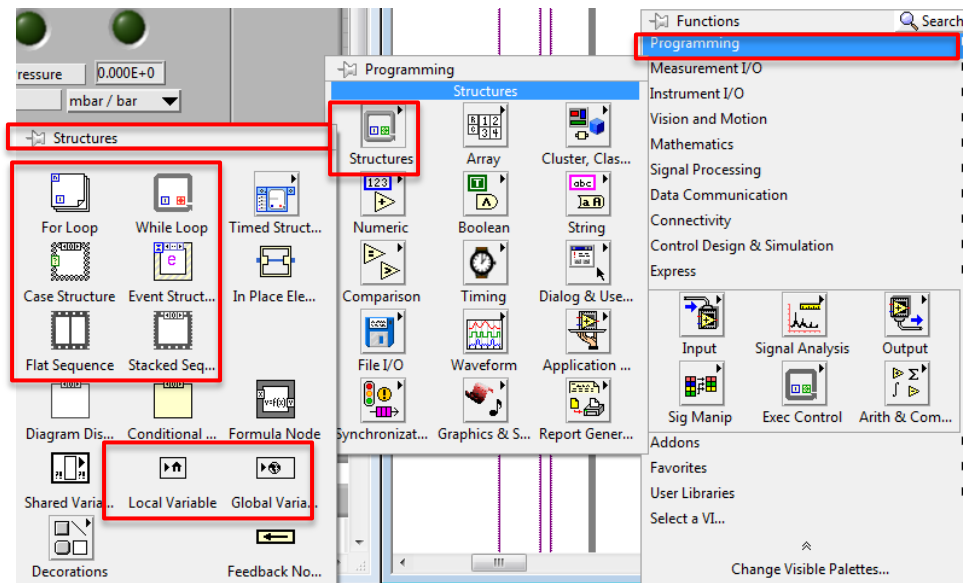 ressure 0.000E+0
mbar / bar
Structures
For Loop While Loop Timed Struct...
Case Structure Event Struct... In Place Ele...
Flat Sequence Stacked Seq...
Diagram Dis... Conditional ... Formula Node
Shared Varia... Local Variable Global Varia...
Decorations Feedback No...
Programming
Structures
Structures Array Cluster, Clas...
Numeric Boolean String
Comparison Timing Dialog & Use...
File I/O Waveform Application ...
Synchronizat... Graphics & S... Report Gener...
Functions Search
Programming
Measurement I/O
Instrument I/O
Vision and Motion
Mathematics
Signal Processing
Data Communication
Connectivity
Control Design & Simulation
Express
Input Signal Analysis Output
Sig Manip Exec Control Arith & Com...
Addons
Favorites
User Libraries
Select a VI...
Change Visible Palettes...